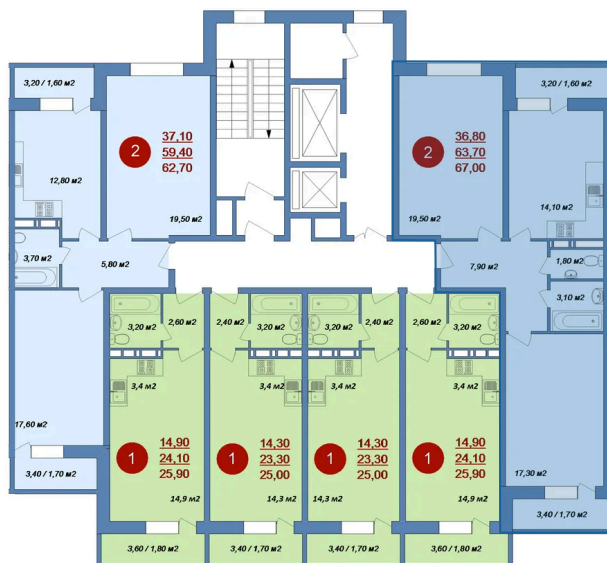 3,20 / 1,60 м2
3,20 / 1,60 м2
2
37,10
59,40
62,70
2
36,80
63,70
67,00
12,80 м2
14,10 м2
19,50 м2
19,50 м2
3,70 м2
5,80 м2
7,90 м2
1,80 м2
3,10 м2
3,20 м2
2,60 м2
2,40 м2
3,20 м2
3,20 м2
2,40 м2
2,60 м2
3,20 м2
3,4 м2
3,4 м2
3,4 м2
3,4 м2
17,60 м2
1
14,90
24,10
25,90
1
14,30
23,30
25,00
1
14,30
23,30
25,00
1
14,90
24,10
25,90
3,40 / 1,70 м2
17,30 м2
14,9 м2
14,3 м2
14,3 м2
14,9 м2
3,40 / 1,70 м2
3,60 / 1,80 м2
3,40 / 1,70 м2
3,40 / 1,70 м2
3,60 / 1,80 м2